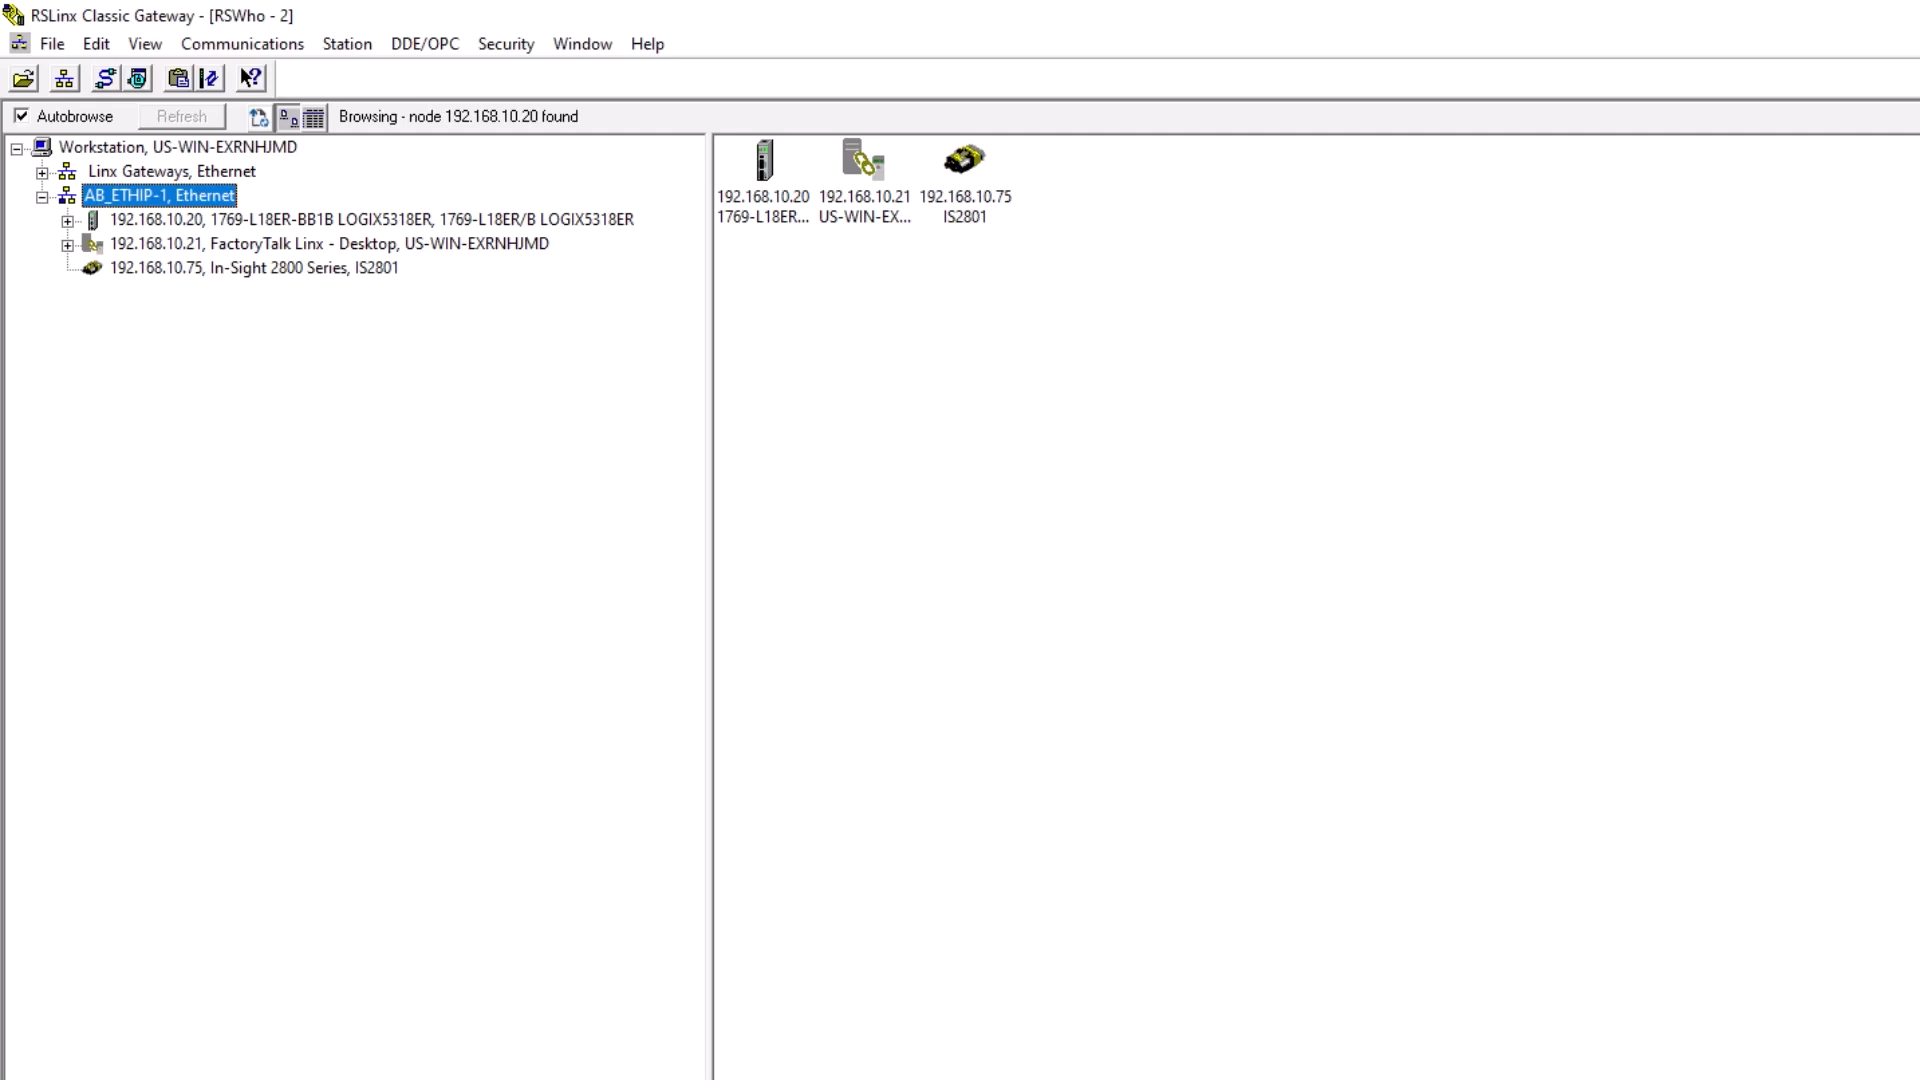 RSLinx Classic Gateway - [RSWho - 2]
File Edit View Communications Station DDE/OPC Security Window Help
Autobrowse Refresh Browsing - node 192.168.10.20 found
Workstation, US-WIN-EXRNHJMD
Linx Gateways, Ethernet
AB_ETHIP-1, Ethernet
192.168.10.20, 1769-L18ER-BB1B LOGIX5318ER, 1769-L18ER/B LOGIX5318ER
192.168.10.21, FactoryTalk Linx - Desktop, US-WIN-EXRNHJMD
192.168.10.75, In-Sight 2800 Series, IS2801
192.168.10.20 192.168.10.21 192.168.10.75
1769-L18ER... US-WIN-EX... IS2801